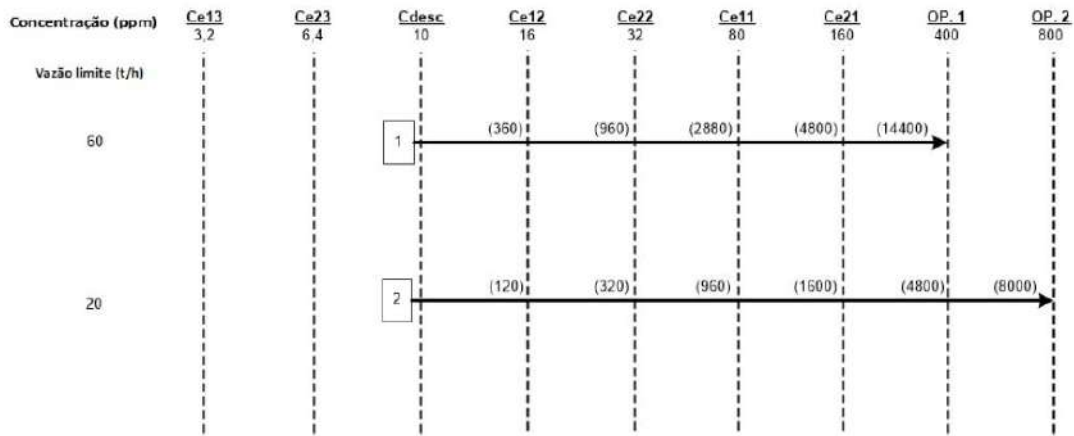 Concentração (ppm) Ce13 Ce23 Cdesc Ce12 Ce22 Ce11 Ce21 OP. 1 OP. 2
3,2 6,4 10 16 32 80 160 400 800
Vazão limite (t/h)
(360) (960) (2880) (4800) (14400)
60 1
(120) (320) (960) (1600) (4800) (8000)
20 2